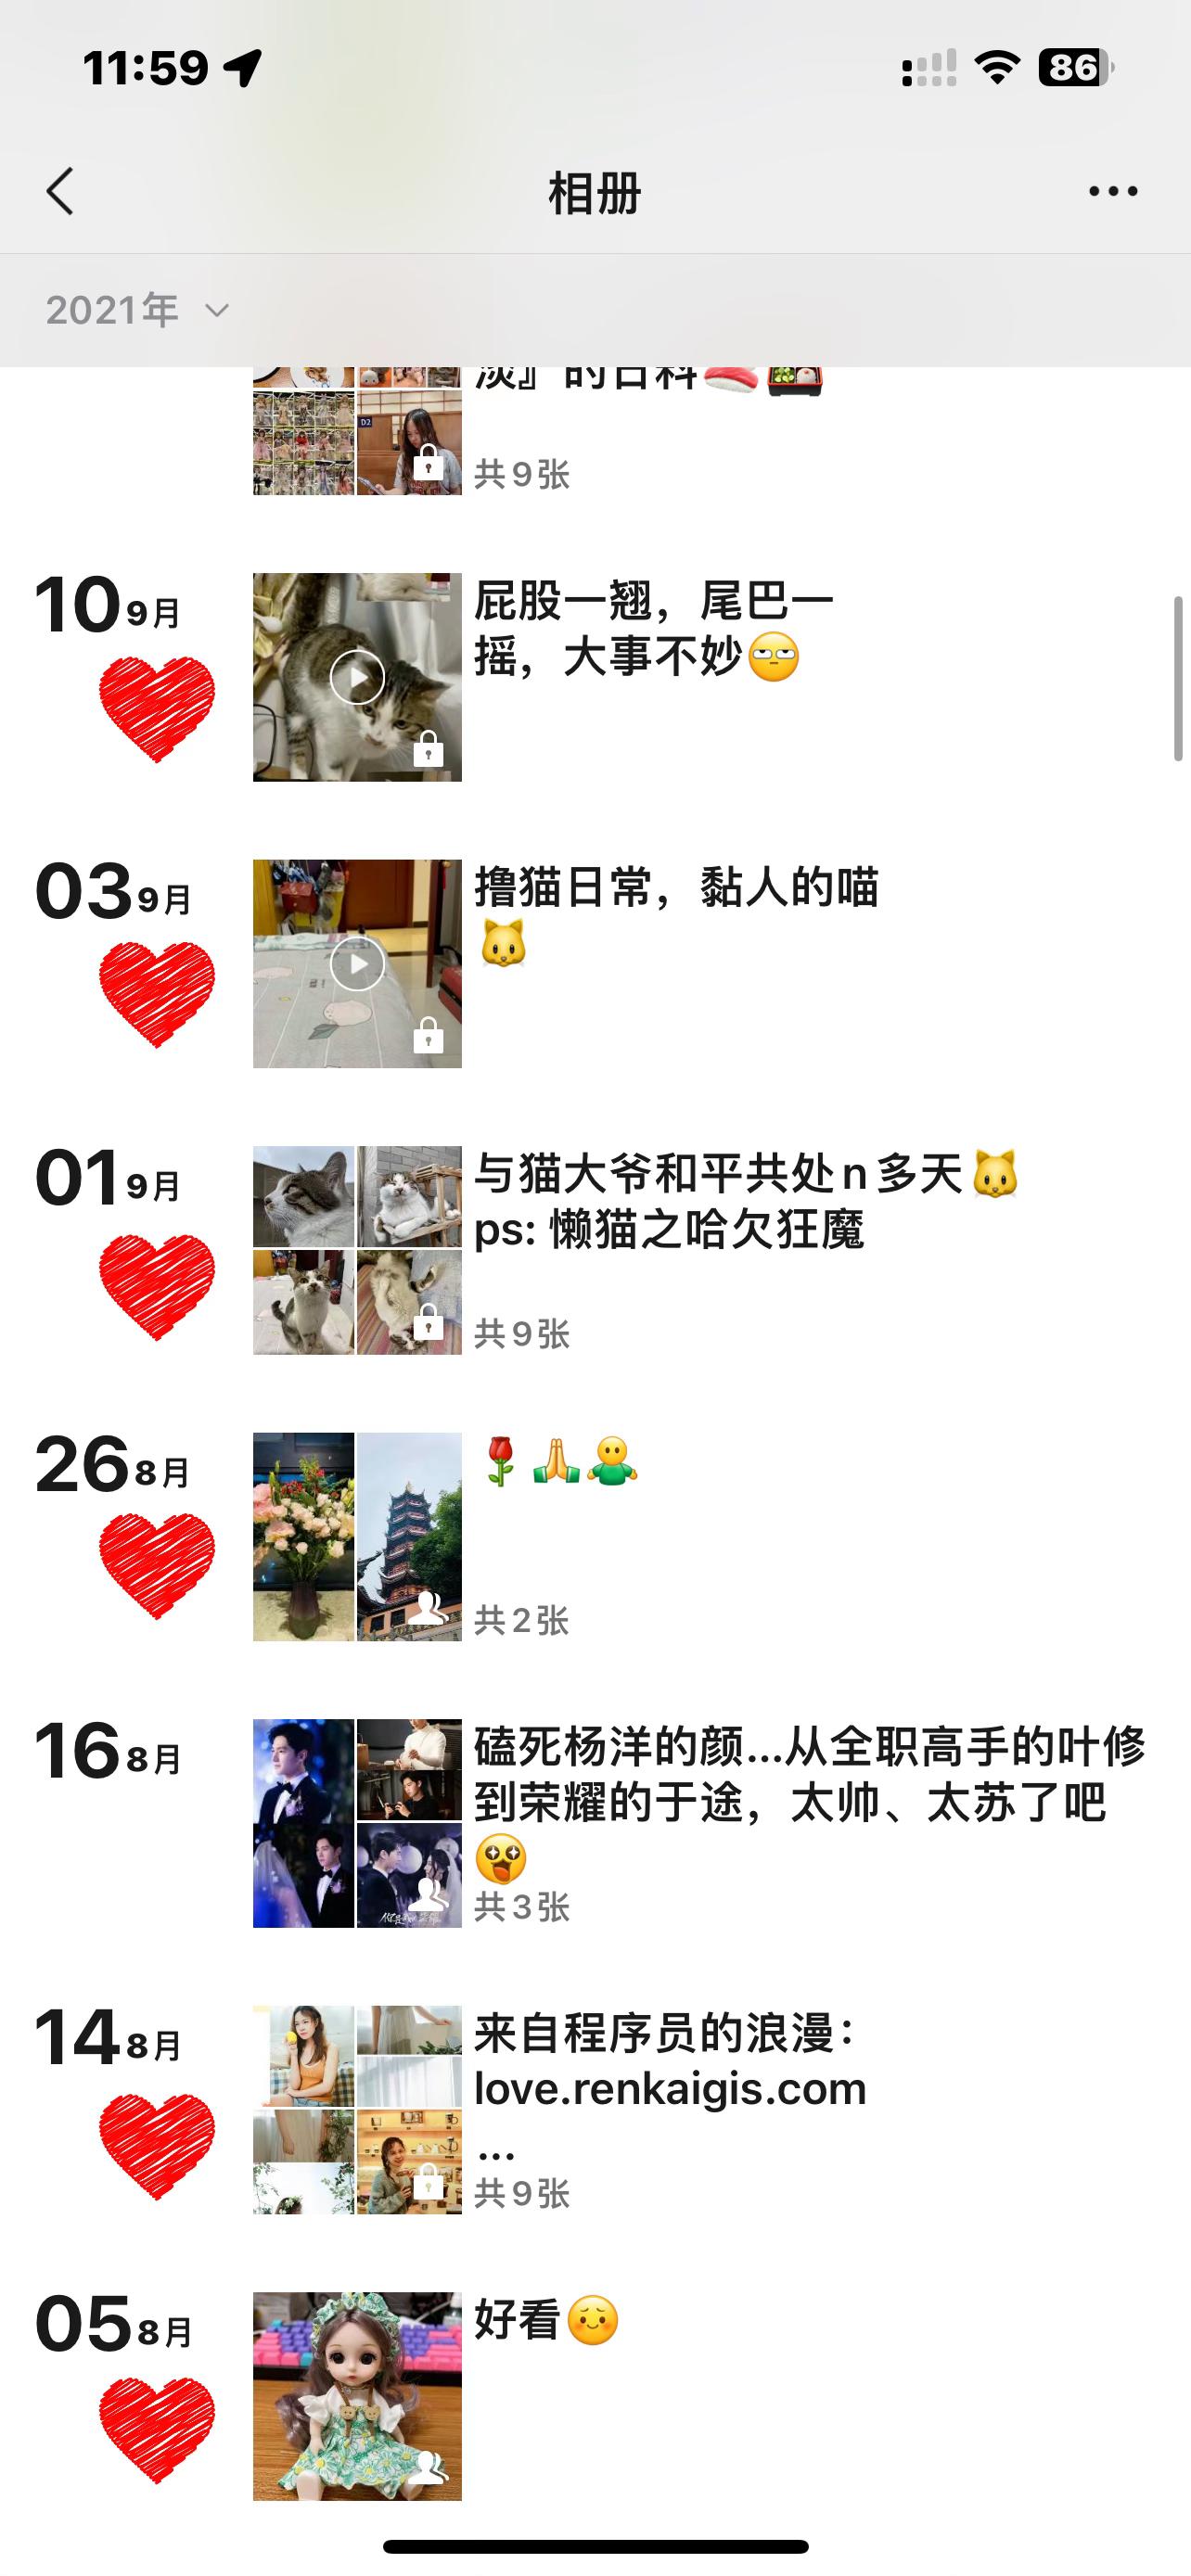 11:59
86
相册
2021年
淡』的日料🍣🍱
共9张
D2
10 9月
屁股一翘，尾巴一
摇，大事不妙🙄
03 9月
撸猫日常，黏人的喵
🐱
01 9月
与猫大爷和平共处n多天🐱
ps: 懒猫之哈欠狂魔
共9张
26 8月
🌹🙏🙂
共2张
16 8月
磕死杨洋的颜...从全职高手的叶修
到荣耀的于途，太帅、太苏了吧
🤩
共3张
14 8月
来自程序员的浪漫：
love.renkaigis.com
...
共9张
05 8月
好看☺️